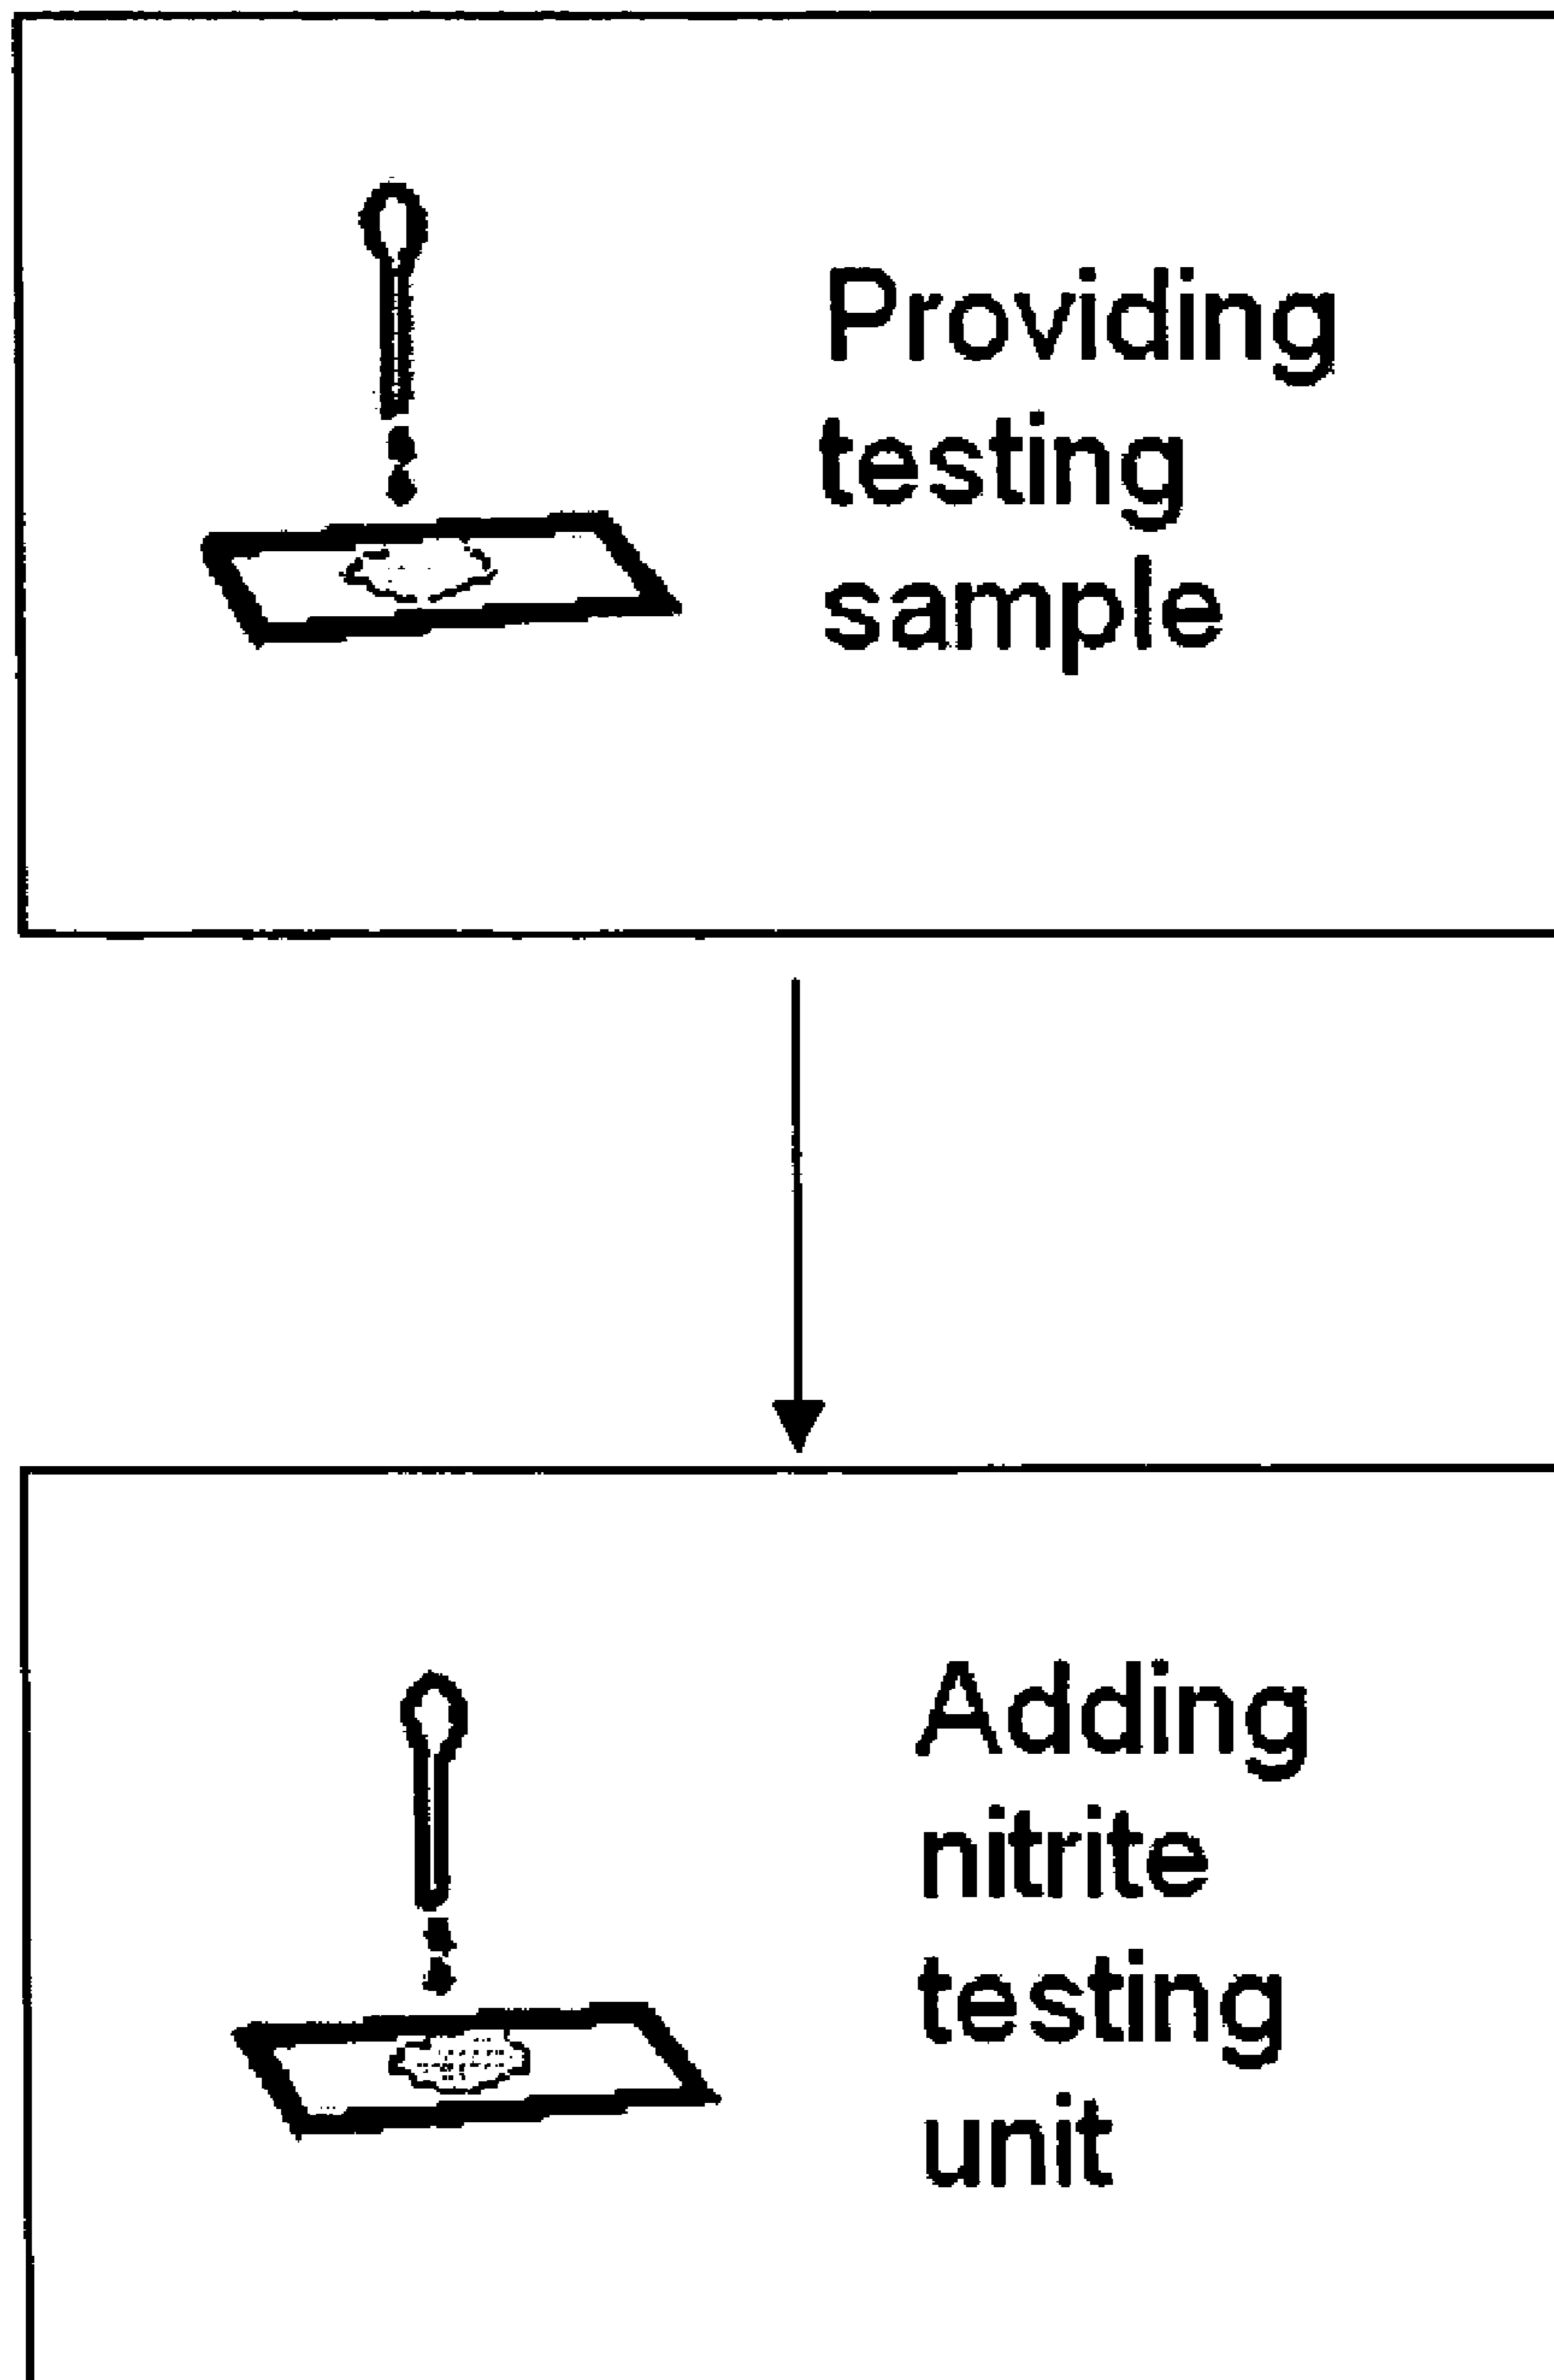 Providing
testing
sample
Adding
nitrite
testing
unit